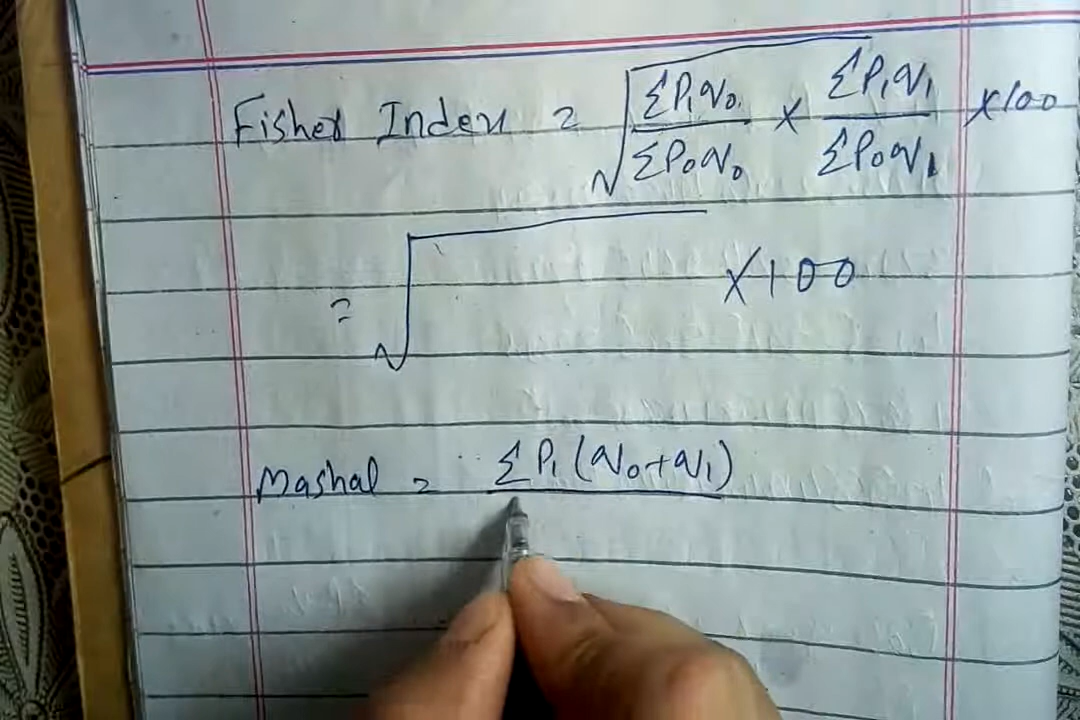 Fisher Index = √ΣP₁q₀/ΣP₀q₀ × ΣP₁q₁/ΣP₀q₁ ×100
= √ ×100
Mashal = ΣP₁(q₀+q₁)